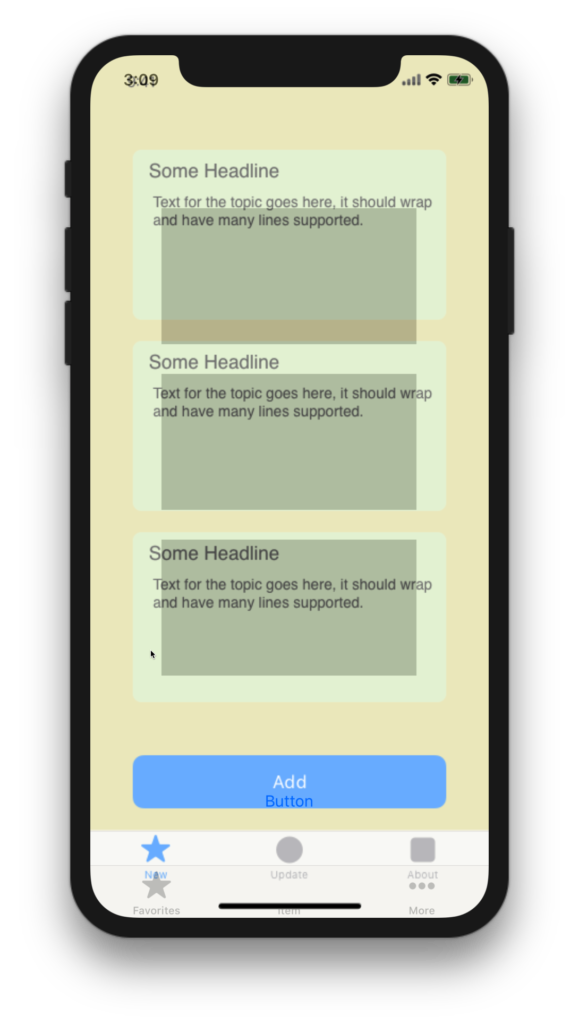 3:09
Some Headline
Text for the topic goes here, it should wrap
and have many lines supported.
Some Headline
Text for the topic goes here, it should wrap
and have many lines supported.
Some Headline
Text for the topic goes here, it should wrap
and have many lines supported.
Add
Button
New
Update
About
Favorites
Item
More